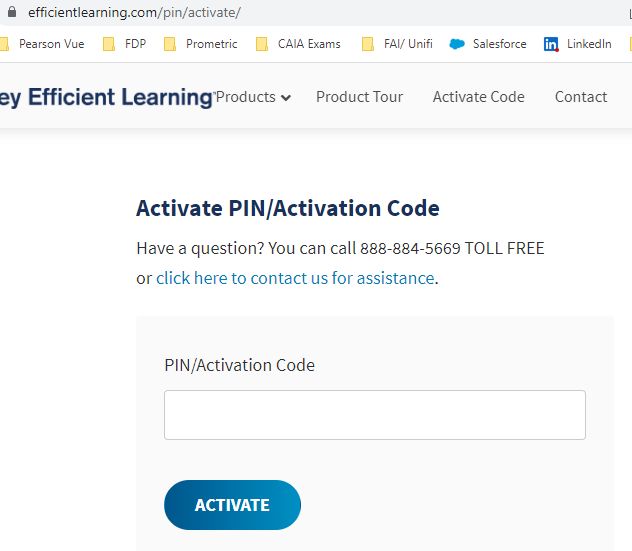 efficientlearning.com/pin/activate/
Pearson Vue FDP Prometric CAIA Exams FAI/ Unifi Salesforce LinkedIn
ey Efficient Learning Products Product Tour Activate Code Contact
Activate PIN/Activation Code
Have a question? You can call 888-884-5669 TOLL FREE
or click here to contact us for assistance.
PIN/Activation Code
ACTIVATE